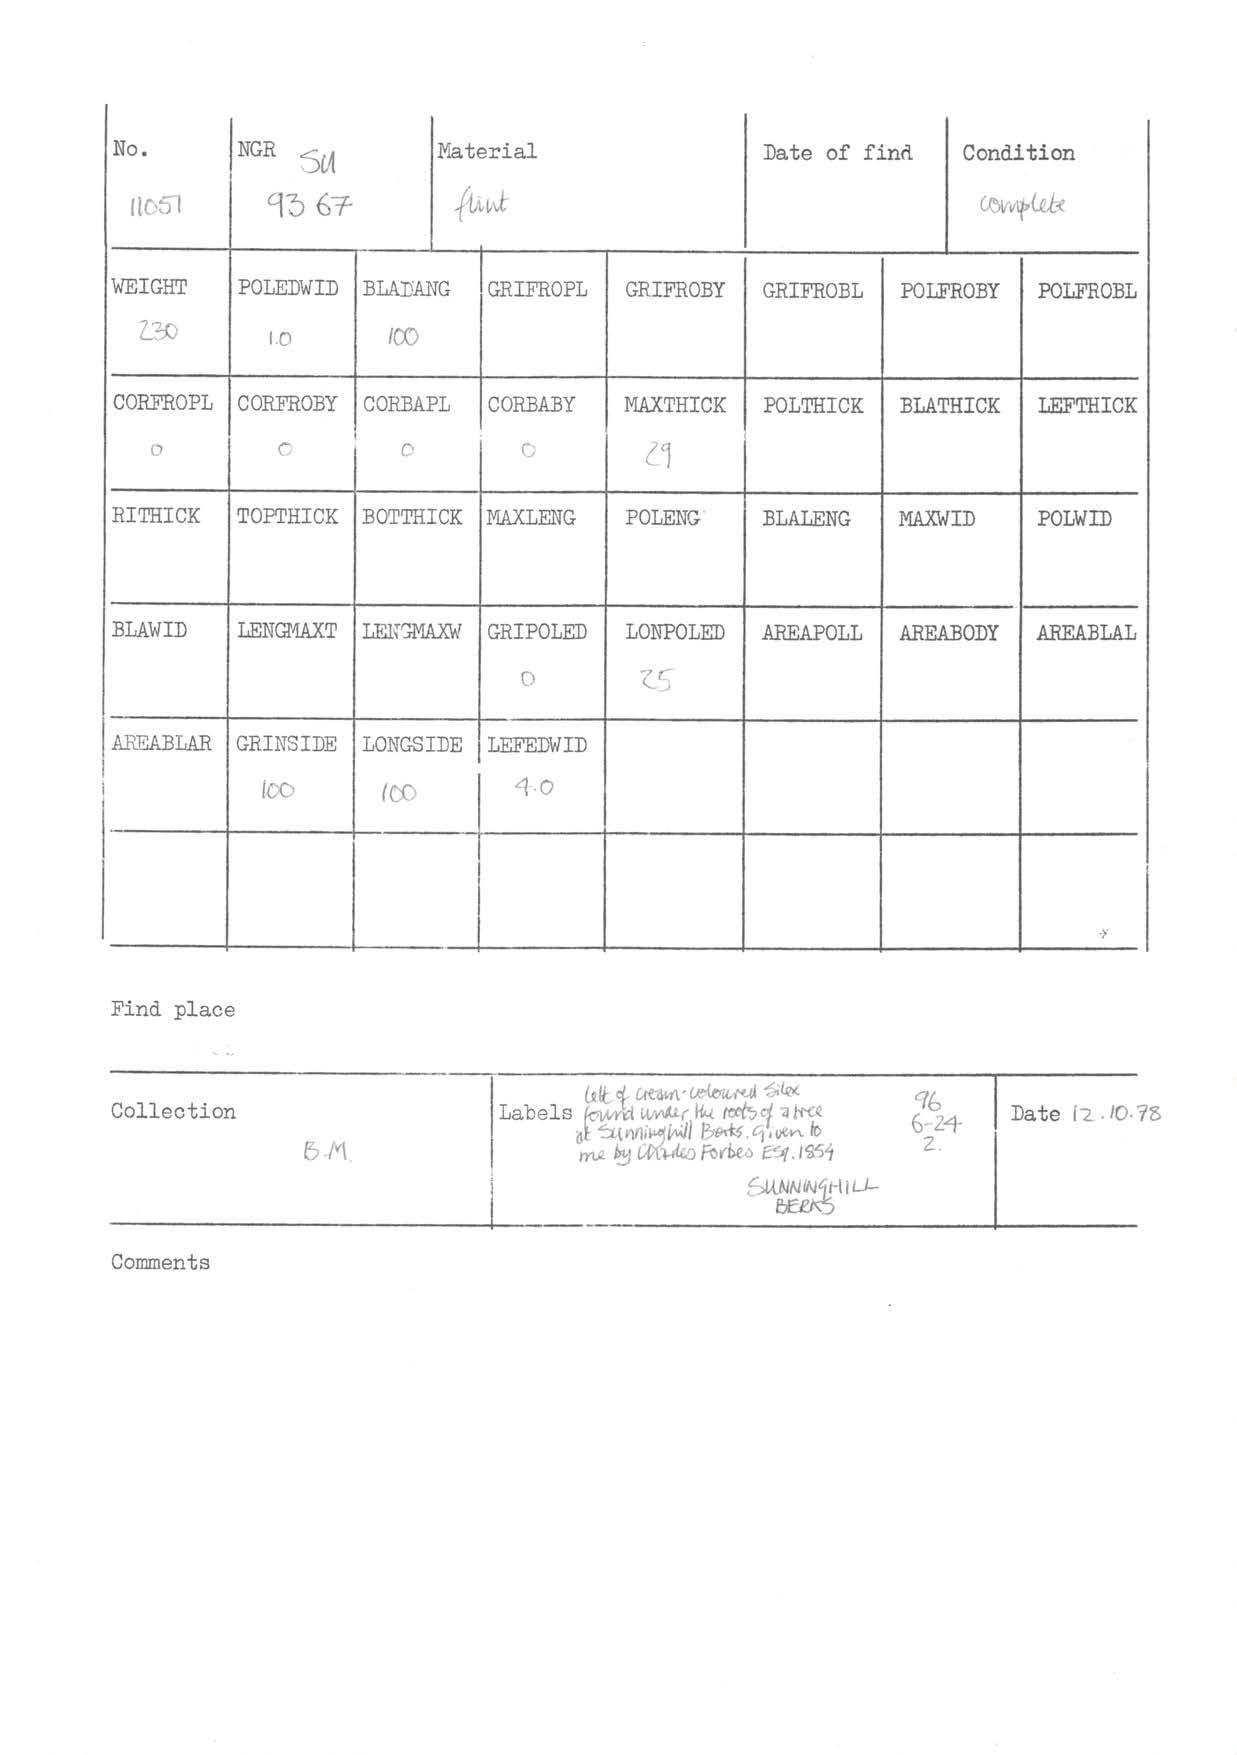 No. NGR SU Material Date of find Condition
11051 93 67 flint complete
WEIGHT POLEDWID BLADANG GRIFROPL GRIFROBY GRIFROBL POLFROBY POLFROBL
230 1.0 100
CORFROPL CORFROBY CORBAPL CORBABY MAXTHICK POLTHICK BLATHICK LEFTHICK
0 0 0 0 29
RITHICK TOPTHICK BOTTHICK MAXLENG POLENG BLALENG MAXWID POLWID
BLAWID LENGMAXT LENGMAXW GRIPOLED LONPOLED AREAPOLL AREABODY AREABLAL
0 25
AREABLAR GRINSIDE LONGSIDE LEFEDWID
100 100 4.0
Find place
Collection
B.M.
Labels
Celt of cream-coloured Silex
found under the roots of a tree
at Sunninghill Berks. given to
me by Charles Forbes Esq. 1854
96
6-24
2.
SUNNINGHILL
BERKS
Date 12.10.78
Comments